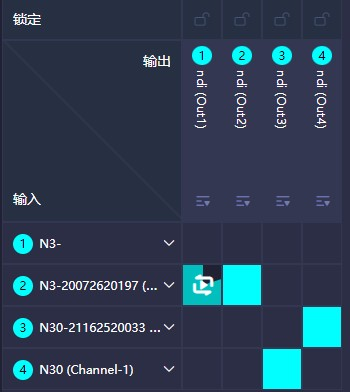 锁定
输出
输入
1 ndi (Out1)
2 ndi (Out2)
3 ndi (Out3)
4 ndi (Out4)
1 N3-
2 N3-20072620197 (...
3 N30-21162520033 ...
4 N30 (Channel-1)